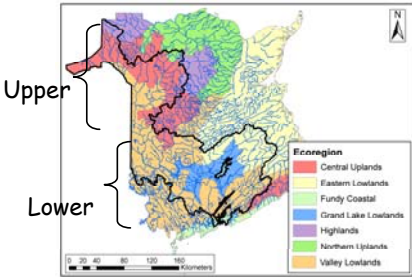 N
Upper
Lower
Ecoregion
Central Uplands
Eastern Lowlands
Fundy Coastal
Grand Lake Lowlands
Highlands
Northern Uplands
Valley Lowlands
0 20 40 80 120 160
Kilometers